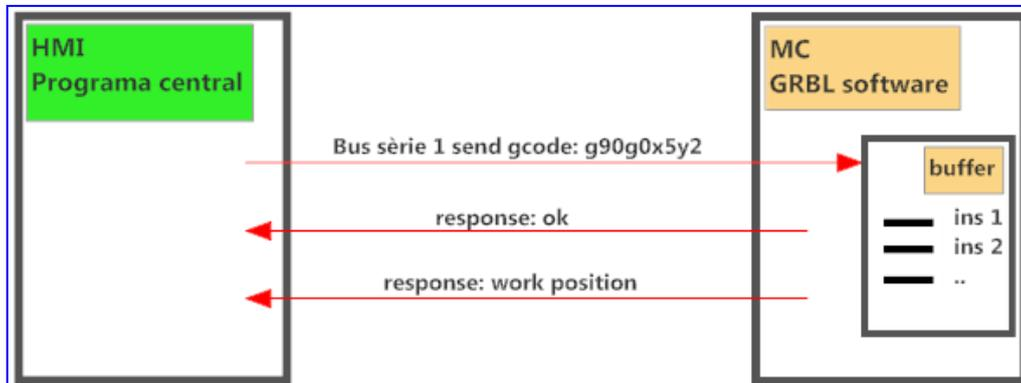 HMI
Programa central
MC
GRBL software
Bus sèrie 1 send gcode: g90g0x5y2
buffer
response: ok
ins 1
ins 2
response: work position
..